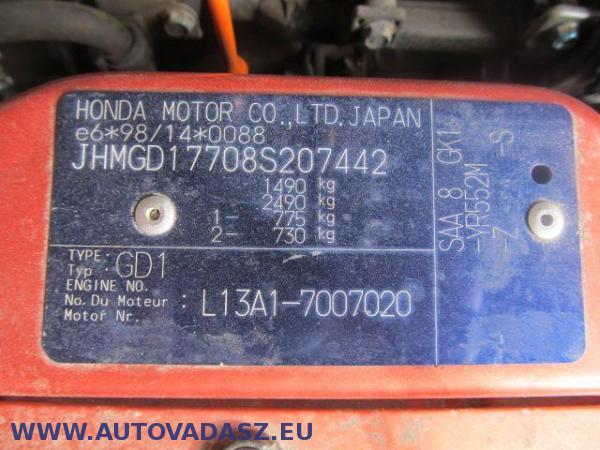 HONDA MOTOR CO.,LTD.JAPAN
e6*98/14*0088
JHMGD17708S207442
1490 kg
2490 kg
1- 775 kg
2- 730 kg
TYPE:
Typ : GD1
ENGINE NO.
No.Du Moteur : L13A1-7007020
Motor Nr.
SAA 8 GK1 -S
-YR552M
-Z
WWW.AUTOVADASZ.EU